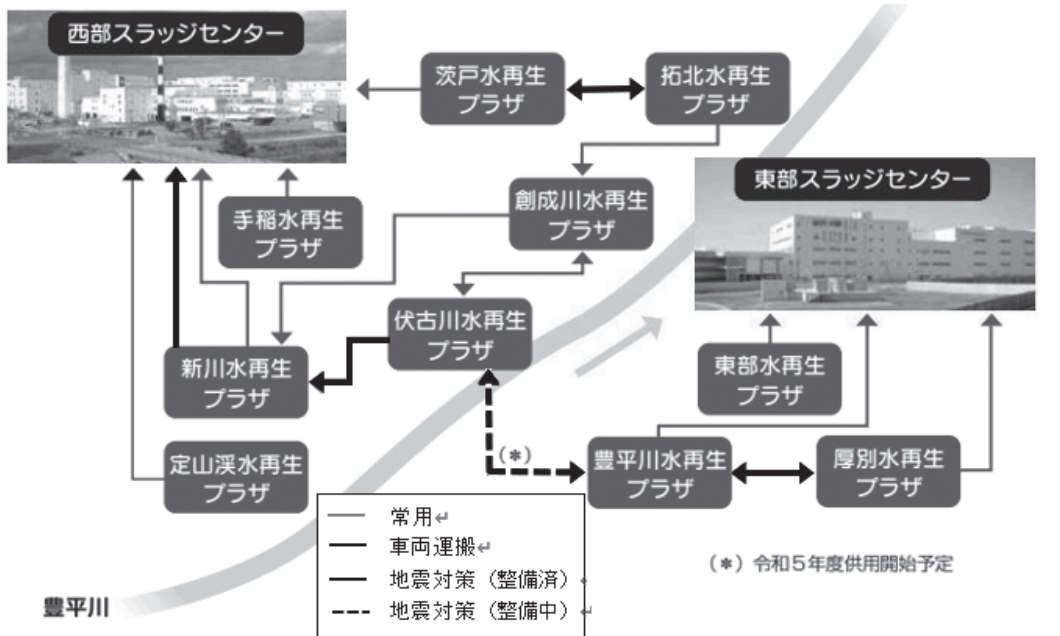 西部スラッジセンター
茨戸水再生
プラザ
拓北水再生
プラザ
東部スラッジセンター
手稲水再生
プラザ
創成川水再生
プラザ
伏古川水再生
プラザ
新川水再生
プラザ
東部水再生
プラザ
定山渓水再生
プラザ
(*)
豊平川水再生
プラザ
厚別水再生
プラザ
常用↵
車両運搬↵
地震対策（整備済）
地震対策（整備中）↵
(*) 令和5年度供用開始予定
豊平川